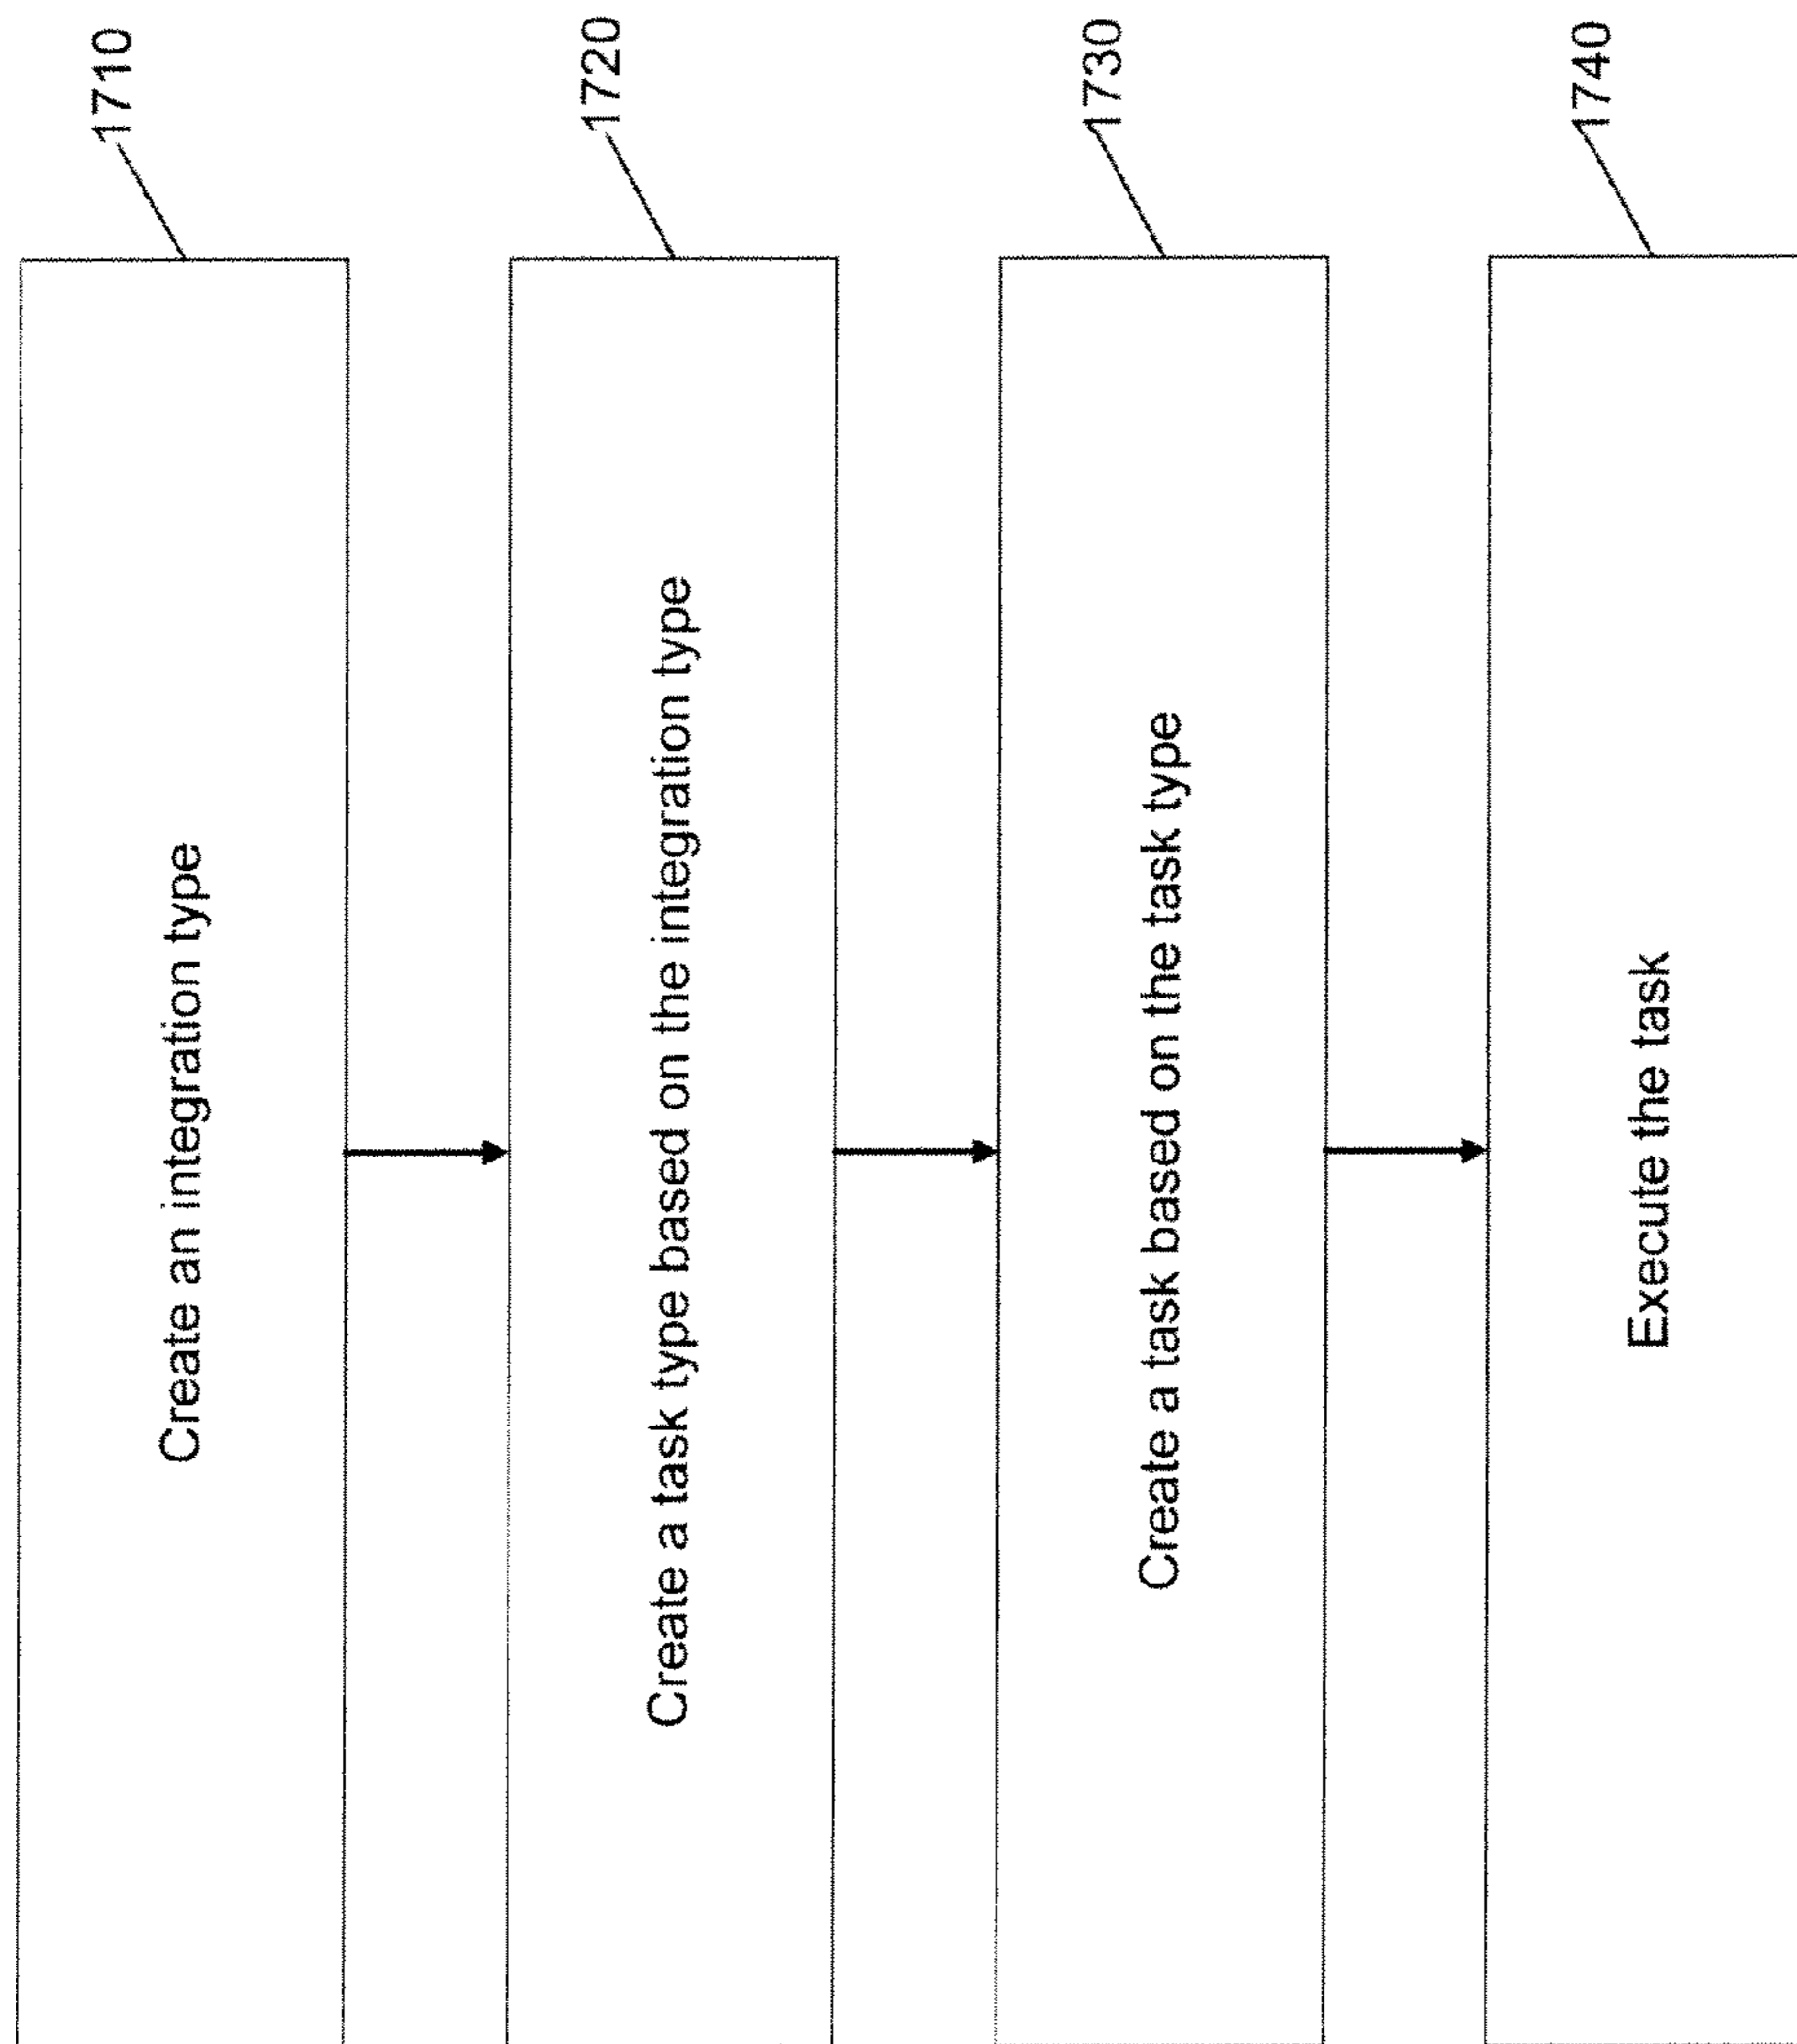 1710
Create an integration type
1720
Create a task type based on the integration type
1730
Create a task based on the task type
1740
Execute the task